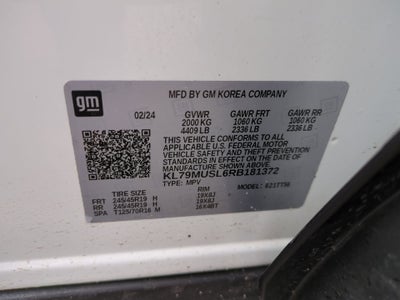 gm
MFD BY GM KOREA COMPANY
02/24 GVWR GAWR FRT GAWR RR
2000 KG 1060 KG 1060 KG
4409 LB 2336 LB 2336 LB
THIS VEHICLE CONFORMS TO ALL
APPLICABLE U.S. FEDERAL MOTOR
VEHICLE SAFETY AND THEFT PREVENTION
STANDARDS IN EFFECT ON THE DATE OF
MANUFACTURE SHOWN ABOVE.
KL79MUSL6RB181372
TYPE: MPV MODEL:
TIRE SIZE RIM
FRT 245/45R19 H 19X8J
RR 245/45R19 H 19X8J
SPA T125/70R16 M 16X4BT